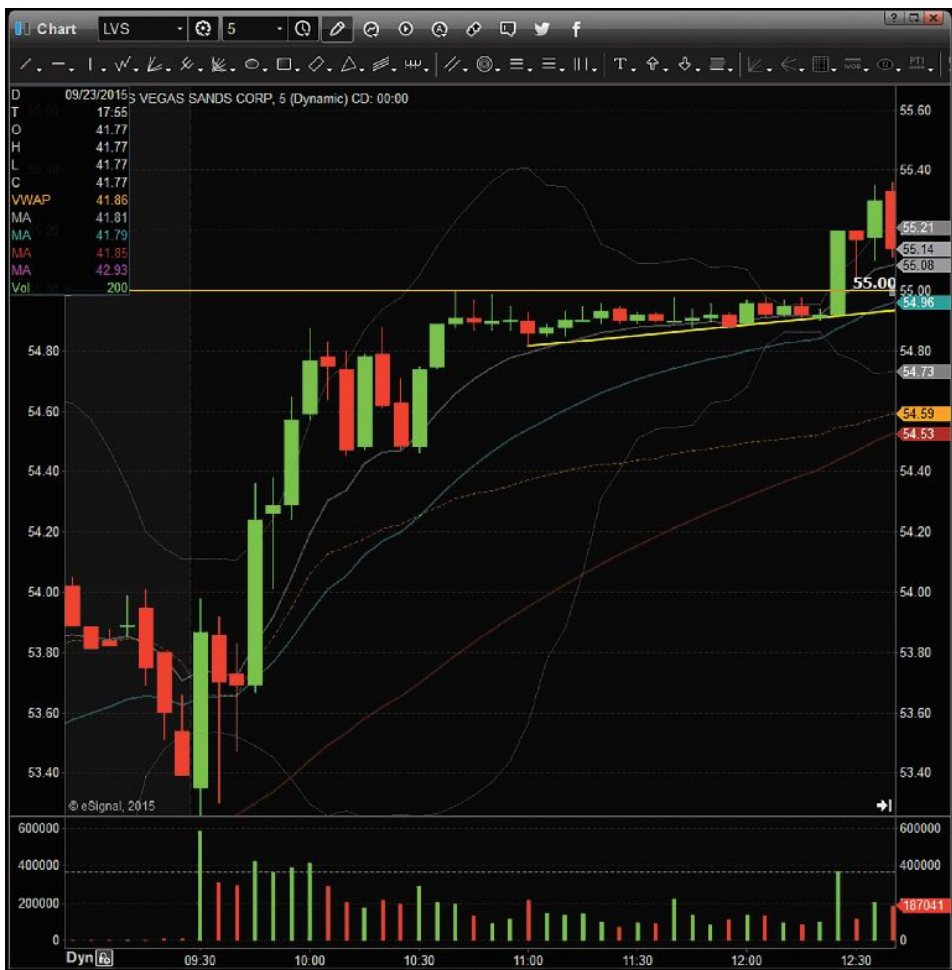 Chart LVS 5
T MOB PTI
D 09/23/2015 S VEGAS SANDS CORP, 5 (Dynamic) CD: 00:00
T 17:55
O 41.77
H 41.77
L 41.77
C 41.77
VWAP 41.86
MA 41.81
MA 41.79
MA 41.85
MA 42.93
Vol 200
55.60
55.40
55.21
55.14
55.08
55.00 55.00
54.96
54.80 54.80
54.73
54.60 54.60
54.59
54.53
54.40 54.40
54.20 54.20
54.00 54.00
53.80 53.80
53.60 53.60
53.40 53.40
© eSignal, 2015
600000 600000
400000 400000
200000 187041
0 0
Dyn 09:30 10:00 10:30 11:00 11:30 12:00 12:30